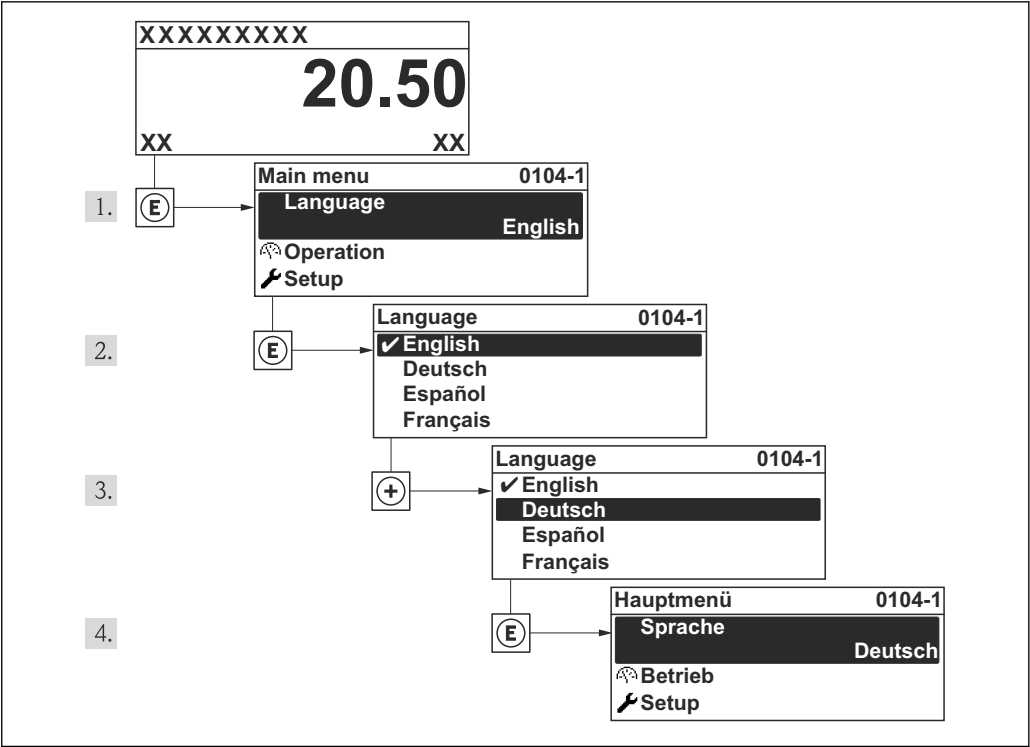 XXXXXXXXX
20.50
XX XX
1. E
Main menu 0104-1
Language
English
Operation
Setup
2. E
Language 0104-1
✔ English
Deutsch
Español
Français
3. +
Language 0104-1
✔ English
Deutsch
Español
Français
4. E
Hauptmenü 0104-1
Sprache
Deutsch
Betrieb
Setup